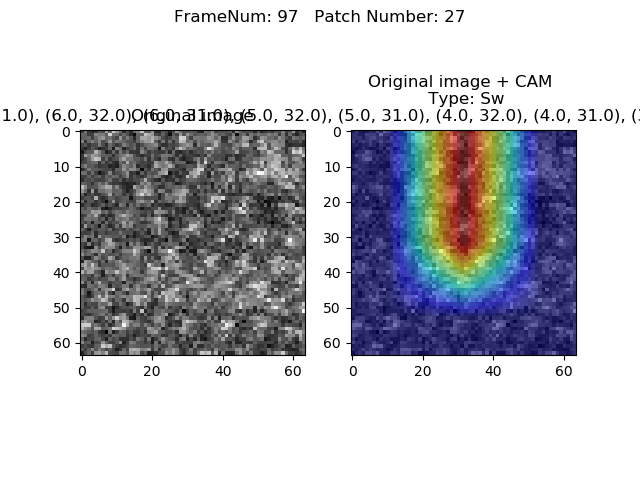 FrameNum: 97   Patch Number: 27
Original image + CAM
Type: Sw
1.0), (6.0, 32.0), (6.0, 31.0), (5.0, 32.0), (5.0, 31.0), (4.0, 32.0), (4.0, 31.0), (3
Original image
0
10
20
30
40
50
60
0 20 40 60
0
10
20
30
40
50
60
0 20 40 60